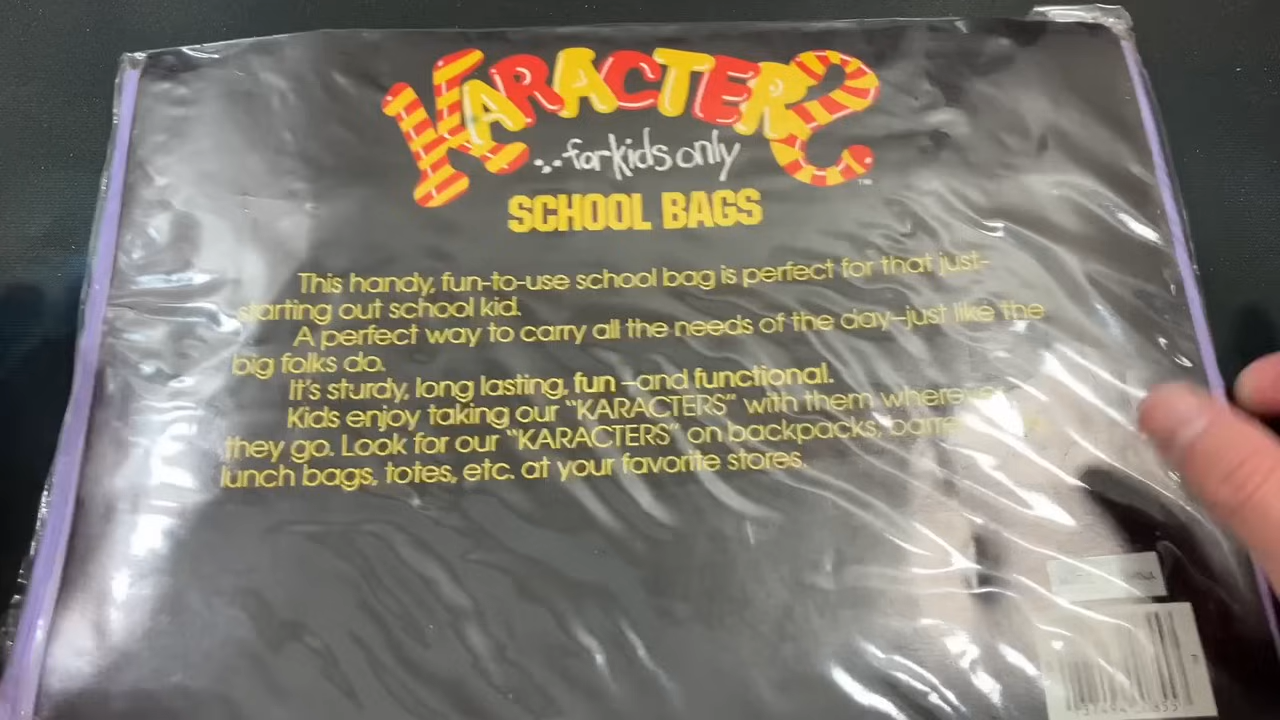 KARACTERS
...for kids only
TM
SCHOOL BAGS
This handy, fun-to-use school bag is perfect for that just-
starting out school kid.
A perfect way to carry all the needs of the day—just like the
big folks do.
It's sturdy, long lasting, fun —and functional.
Kids enjoy taking our "KARACTERS" with them wherever
they go. Look for our "KARACTERS" on backpacks,
lunch bags, totes, etc. at your favorite stores.